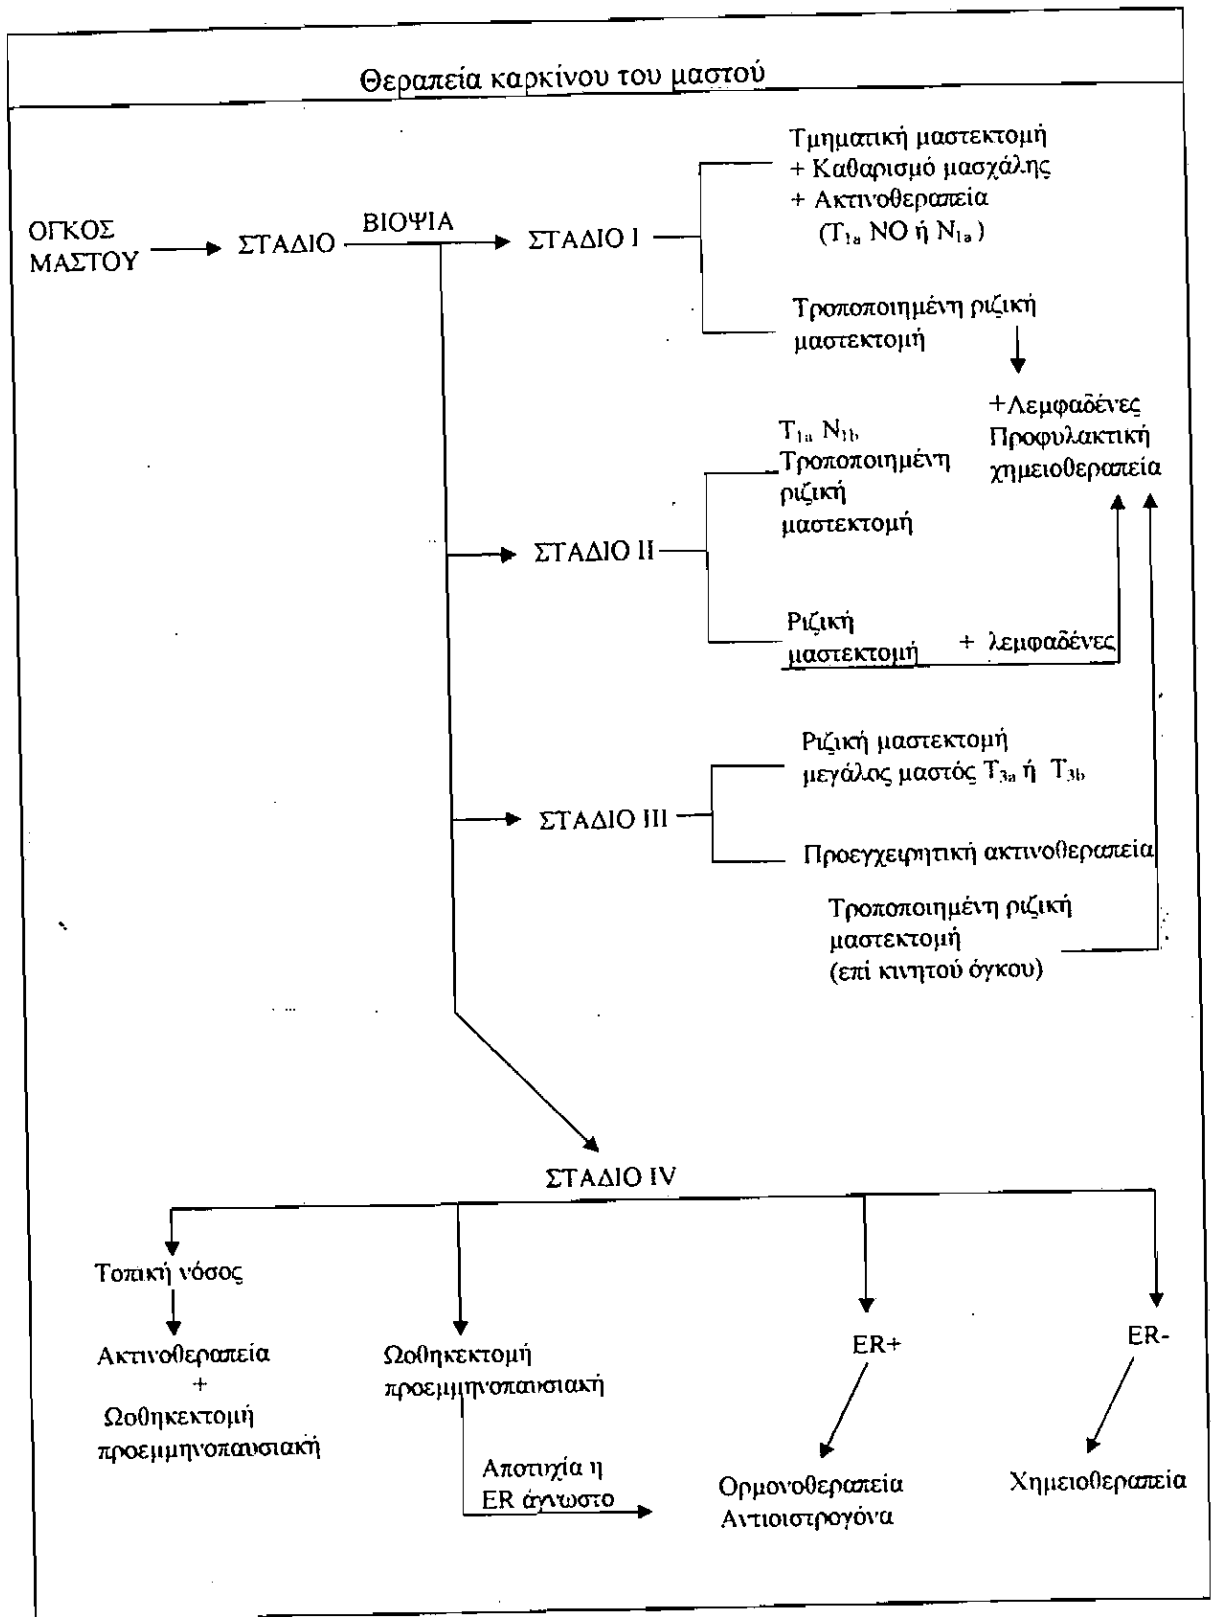 Θεραπεία καρκίνου του μαστού
ΟΓΚΟΣ
ΜΑΣΤΟΥ
ΣΤΑΔΙΟ
ΒΙΟΨΙΑ
ΣΤΑΔΙΟ Ι
Τμηματική μαστεκτομή
+ Καθαρισμό μασχάλης
+ Ακτινοθεραπεία
(T1a NO ή N1a )
Τροποποιημένη ριζική
μαστεκτομή
+Λεμφαδένες
Προφυλακτική
χημειοθεραπεία
ΣΤΑΔΙΟ ΙΙ
T1a N1b
Τροποποιημένη
ριζική
μαστεκτομή
Ριζική
μαστεκτομή + λεμφαδένες
ΣΤΑΔΙΟ ΙΙΙ
Ριζική μαστεκτομή
μεγάλος μαστός T3a ή T3b
Προεγχειρητική ακτινοθεραπεία
Τροποποιημένη ριζική
μαστεκτομή
(επί κινητού όγκου)
ΣΤΑΔΙΟ IV
Τοπική νόσος
Ακτινοθεραπεία
+
Ωοθηκεκτομή
προεμμηνοπαυσιακή
Ωοθηκεκτομή
προεμμηνοπαυσιακή
Αποτυχία η
ER άγνωστο
ER+
Ορμονοθεραπεία
Αντιοιστρογόνα
ER-
Χημειοθεραπεία